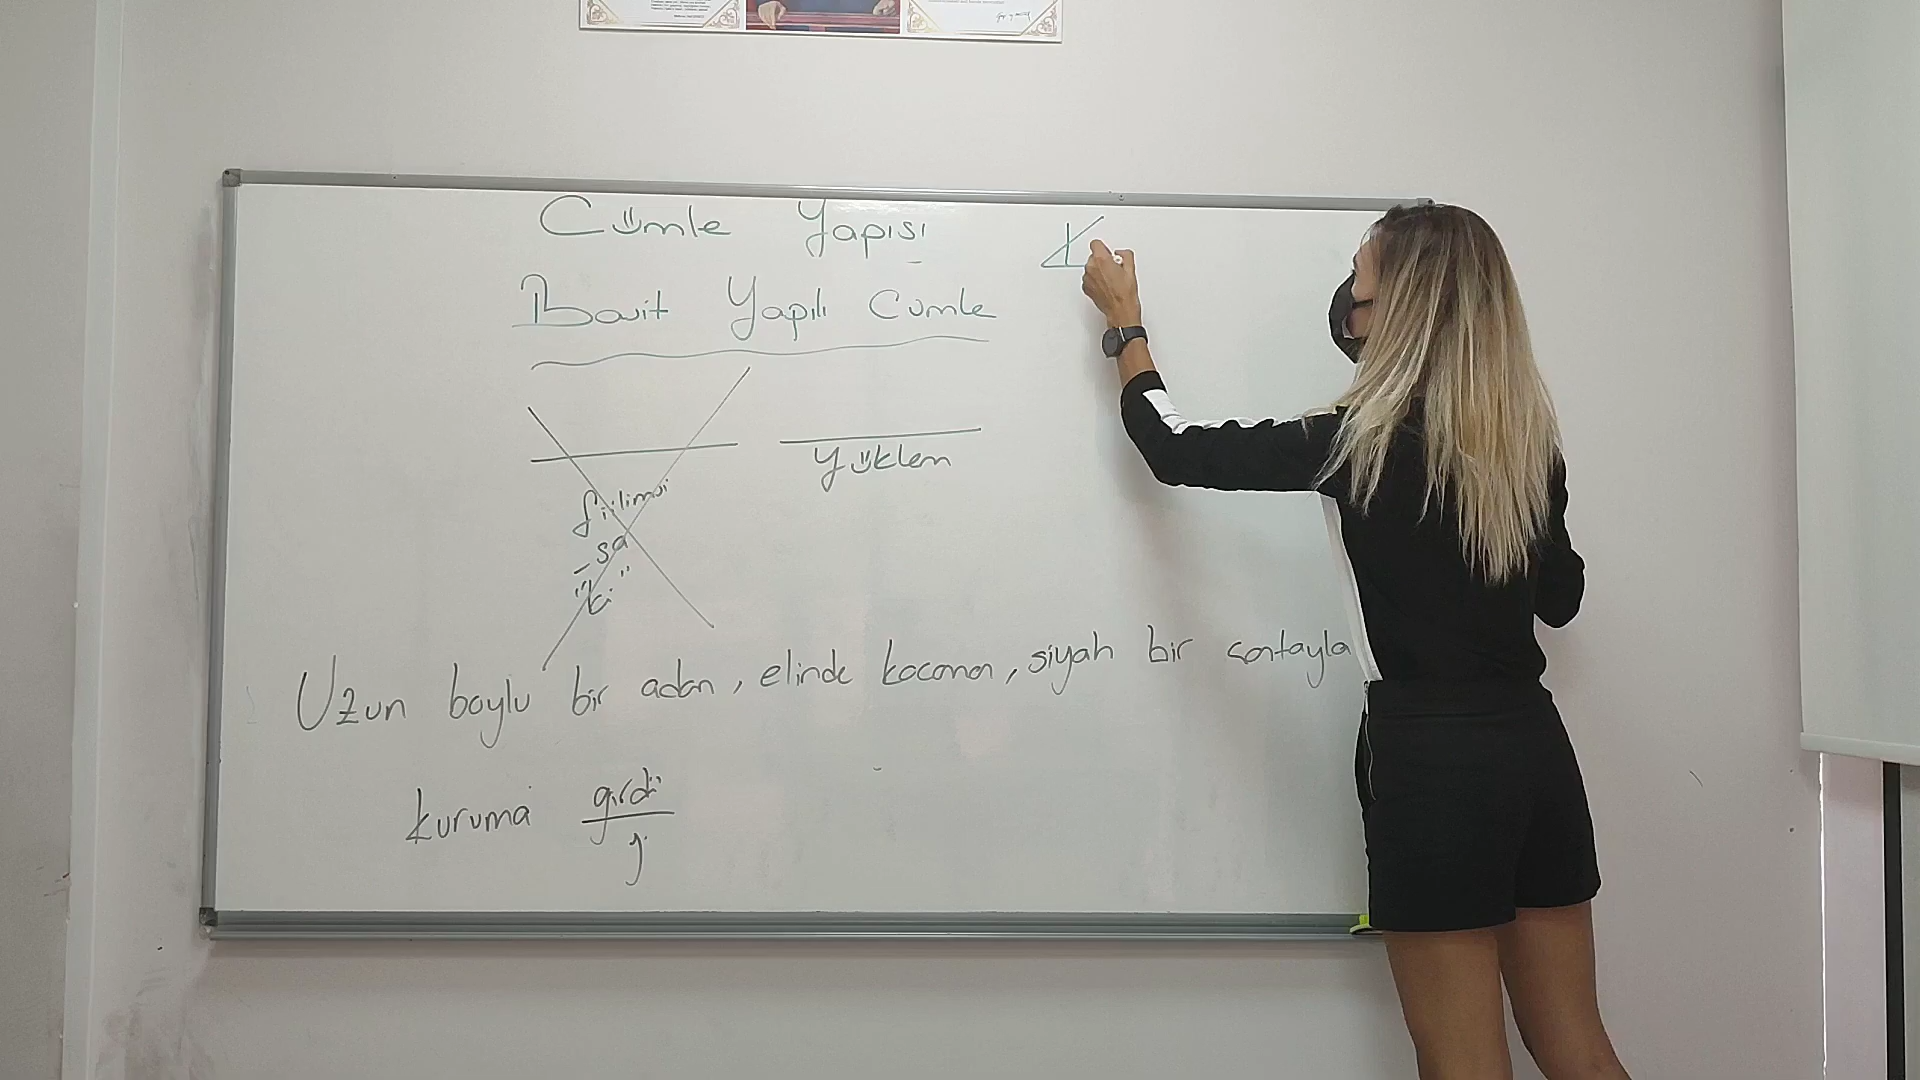 Cümle Yapısı
Basit Yapılı Cumle
Yüklem
fiilimsi
-sa
"ki"
Uzun boylu bir adam, elinde kocaman, siyah bir çantayla
kuruma girdi
y